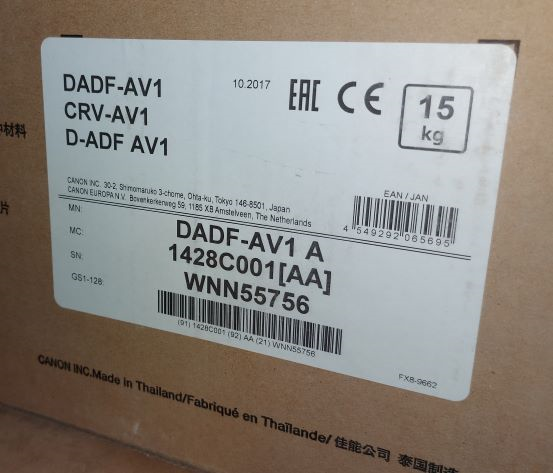 DADF-AV1
CRV-AV1
D-ADF AV1
10.2017
EAC CE
15
kg
材料
片
CANON INC. 30-2, Shimomaruko 3-chome, Ohta-ku, Tokyo 146-8501, Japan
CANON EUROPA N.V. Bovenkerkerweg 59, 1185 XB Amstelveen, The Netherlands
EAN / JAN
4 549292 065695
MN:
DADF-AV1 A
MC:
1428C001[AA]
SN:
WNN55756
GS1-128:
(91) 1428C001 (92) AA (21) WNN55756
FX8-9662
CANON INC.Made in Thailand/Fabriqué en Thaïlande/ 佳能公司 泰国制造